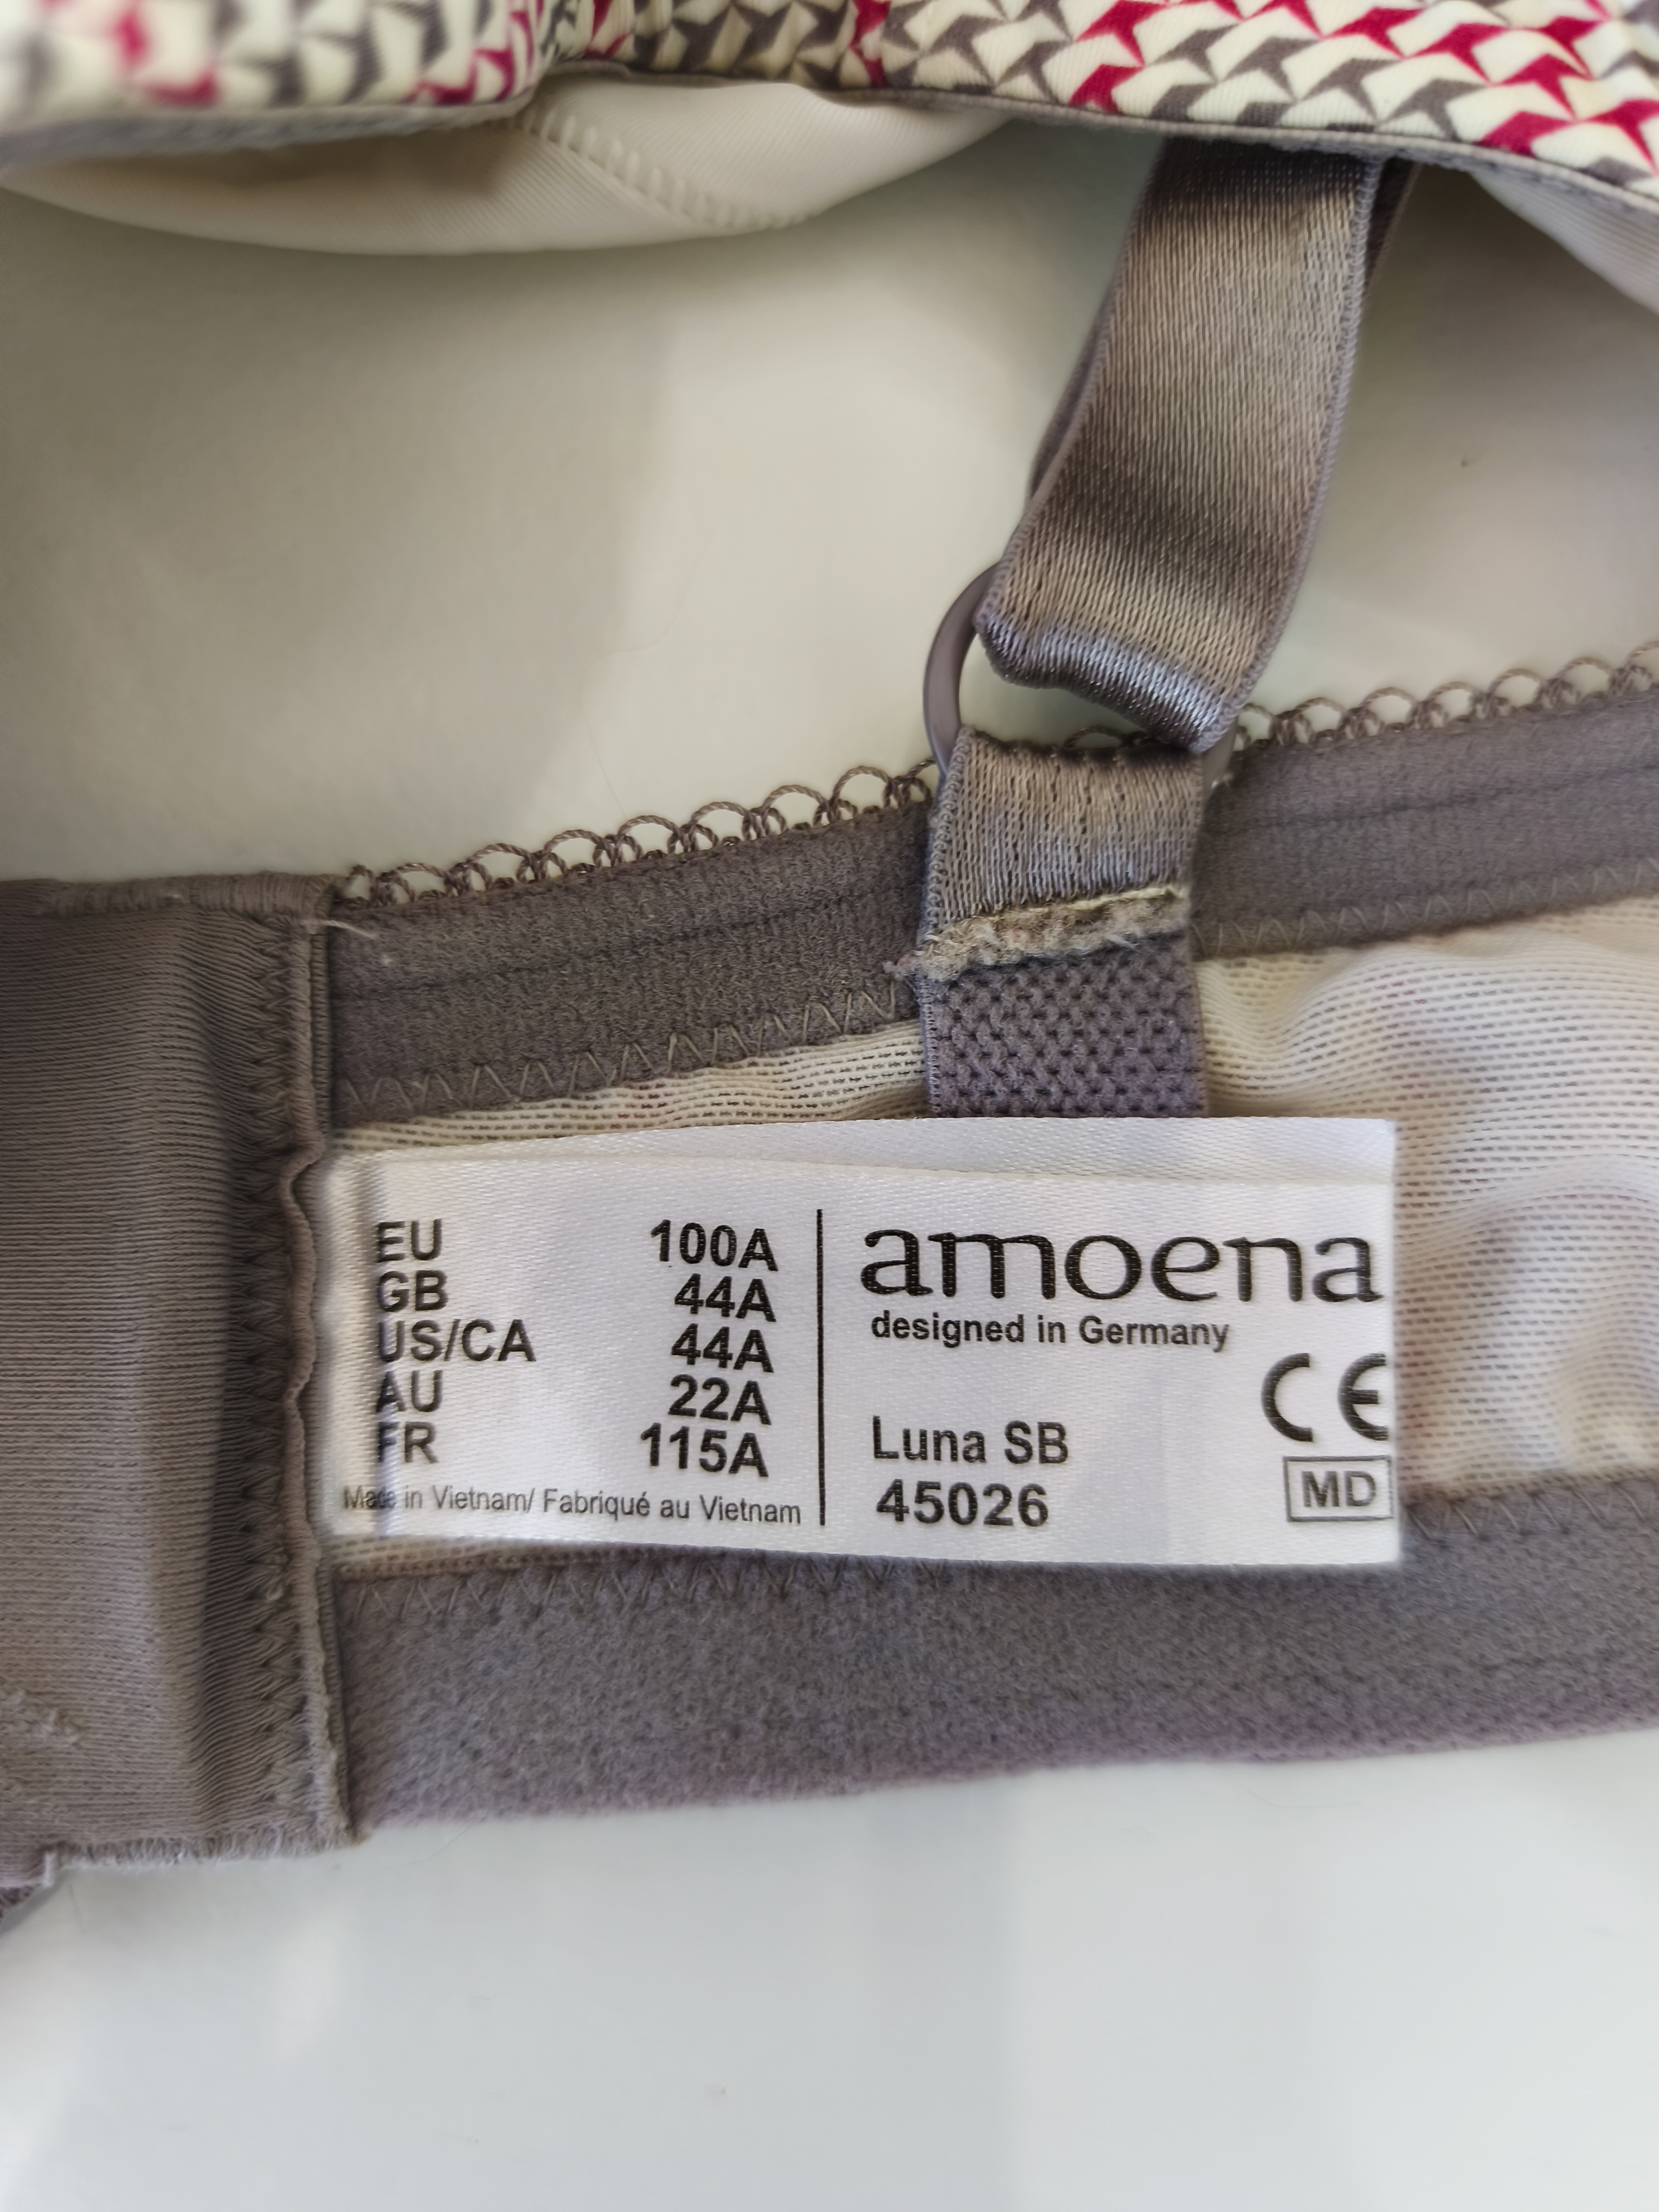 EU 100A
GB 44A
US/CA 44A
AU 22A
FR 115A
Made in Vietnam/ Fabriqué au Vietnam
amoena
designed in Germany
CE
Luna SB
45026
MD